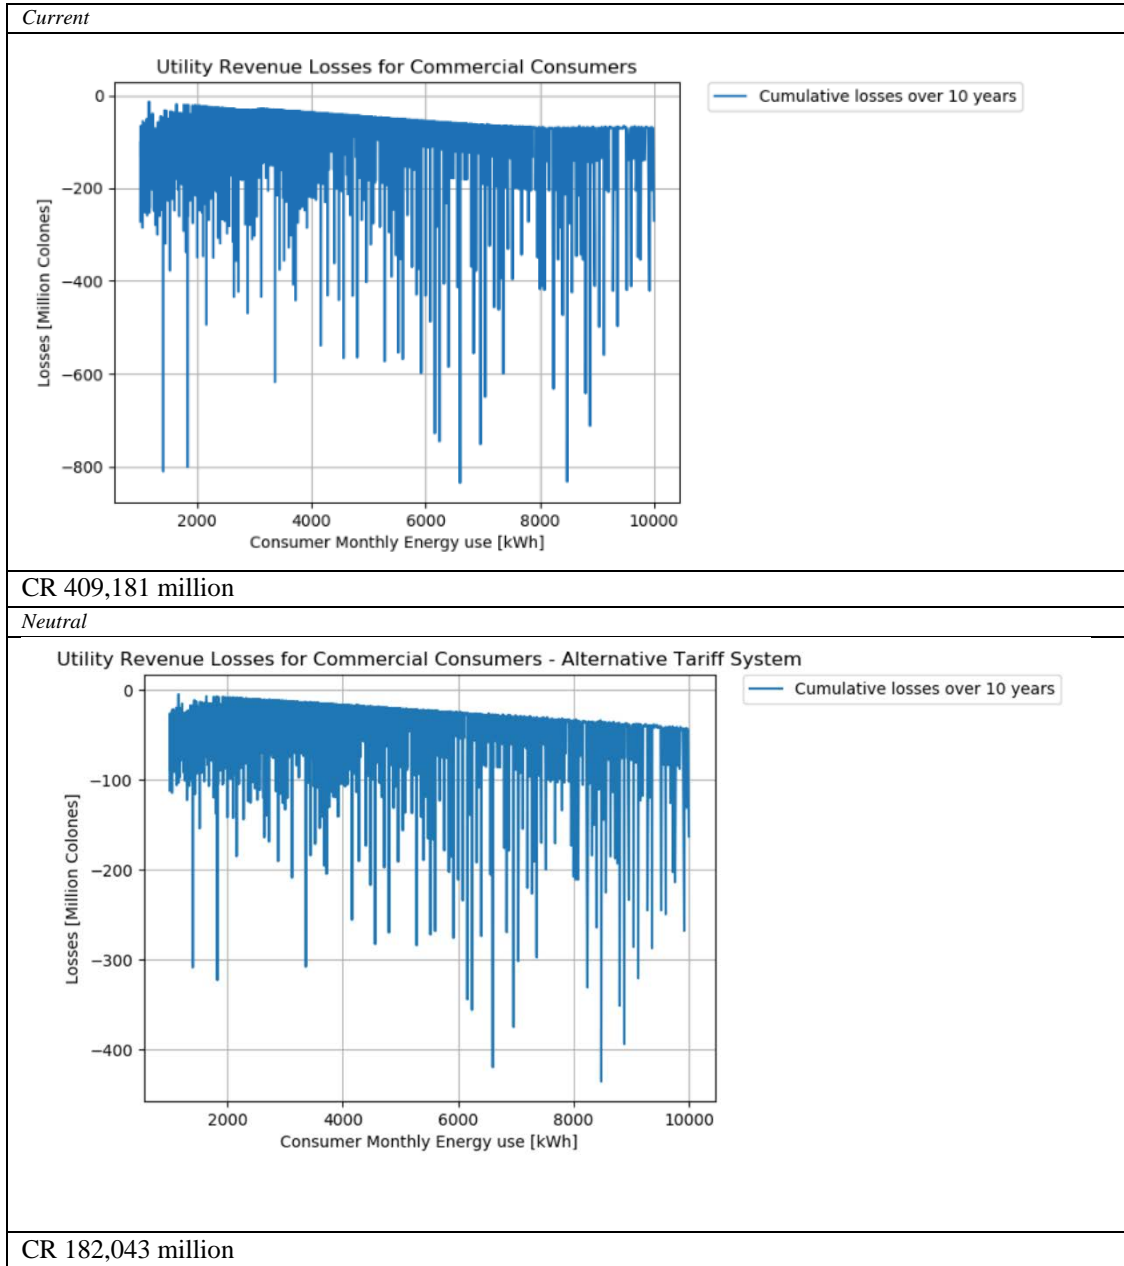 Current
Utility Revenue Losses for Commercial Consumers
Cumulative losses over 10 years
0
−200
−400
−600
−800
Losses [Million Colones]
2000 4000 6000 8000 10000
Consumer Monthly Energy use [kWh]
CR 409,181 million
Neutral
Utility Revenue Losses for Commercial Consumers - Alternative Tariff System
Cumulative losses over 10 years
0
−100
−200
−300
−400
Losses [Million Colones]
2000 4000 6000 8000 10000
Consumer Monthly Energy use [kWh]
CR 182,043 million